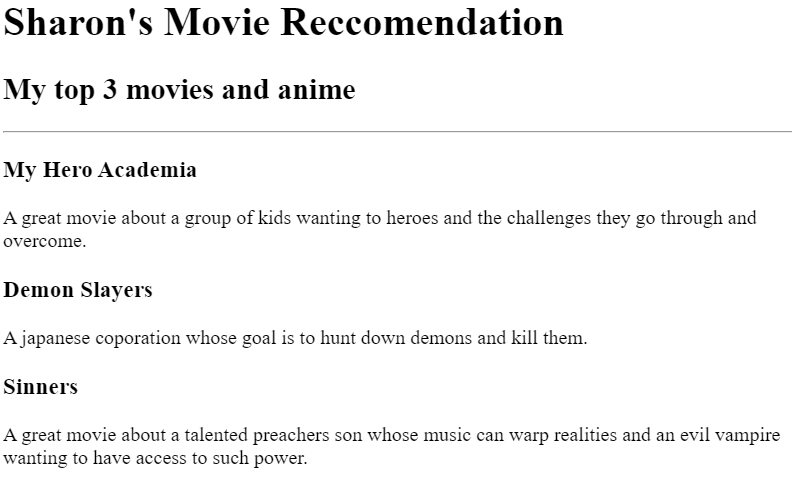 Sharon's Movie Reccomendation
My top 3 movies and anime
My Hero Academia
A great movie about a group of kids wanting to heroes and the challenges they go through and
overcome.
Demon Slayers
A japanese coporation whose goal is to hunt down demons and kill them.
Sinners
A great movie about a talented preachers son whose music can warp realities and an evil vampire
wanting to have access to such power.